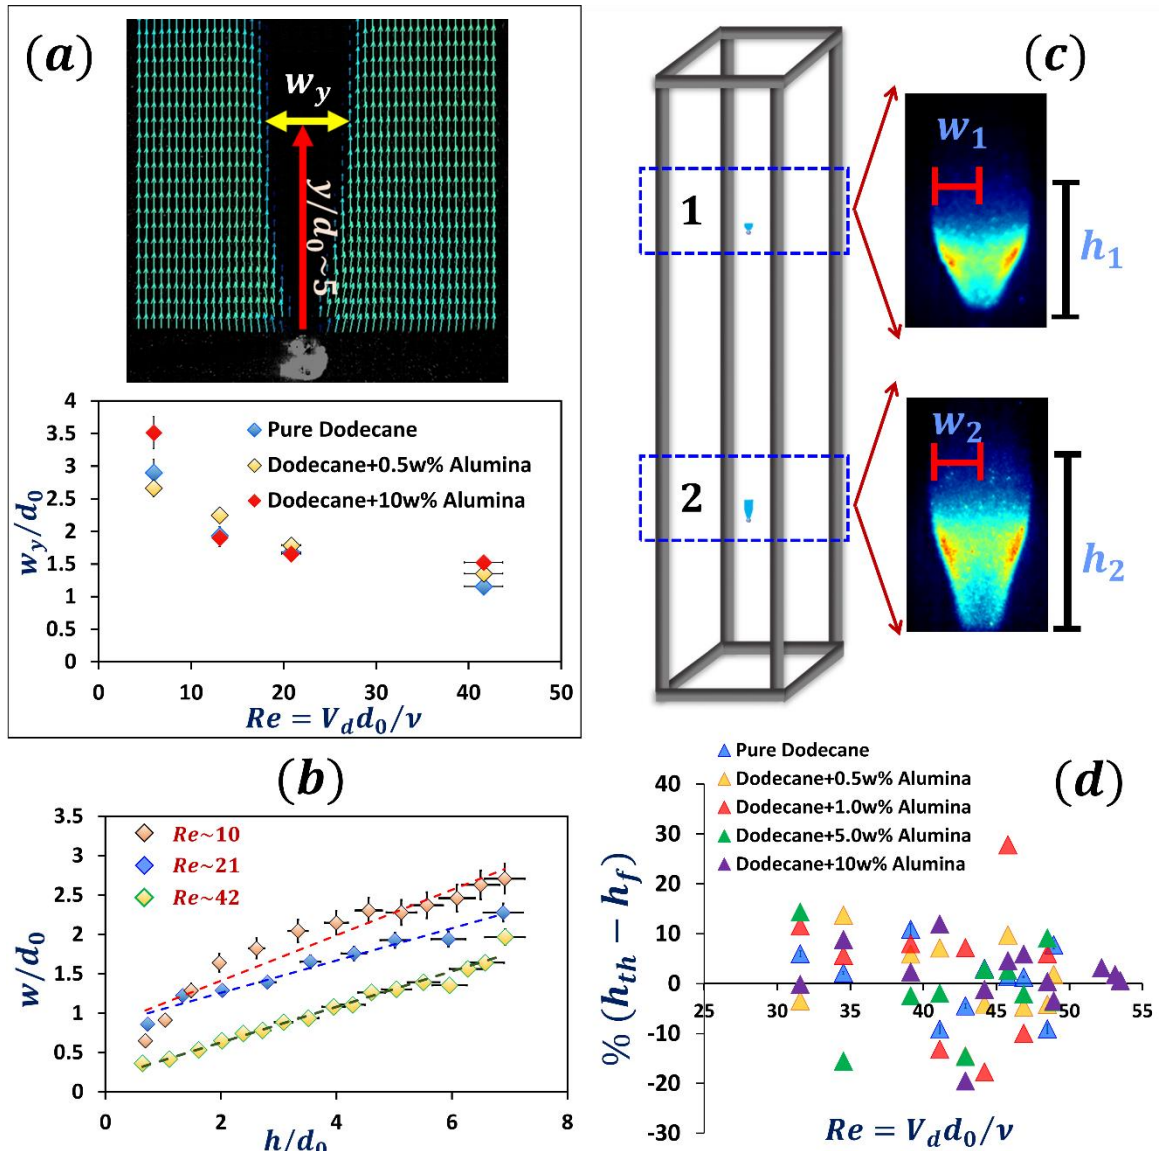 (a)
w_y
y/d_0~5
4
3.5
3
2.5
2
1.5
1
0.5
0
w_y/d_0
Pure Dodecane
Dodecane+0.5w% Alumina
Dodecane+10w% Alumina
0 10 20 30 40 50
Re = V_d d_0/ν
(b)
3.5
3
2.5
2
1.5
1
0.5
0
w/d_0
Re~10
Re~21
Re~42
0 2 4 6 8
h/d_0
(c)
1
2
w_1
h_1
w_2
h_2
(d)
Pure Dodecane
Dodecane+0.5w% Alumina
Dodecane+1.0w% Alumina
Dodecane+5.0w% Alumina
Dodecane+10w% Alumina
40
30
20
10
0
-10
-20
-30
% (h_th − h_f)
25 35 45 55
Re = V_d d_0/ν